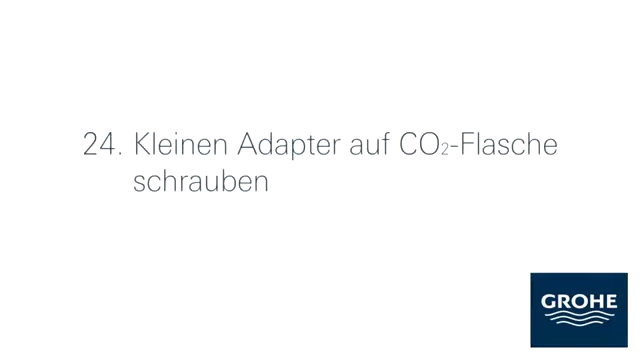 24. Kleinen Adapter auf CO₂-Flasche
schrauben
GROHE